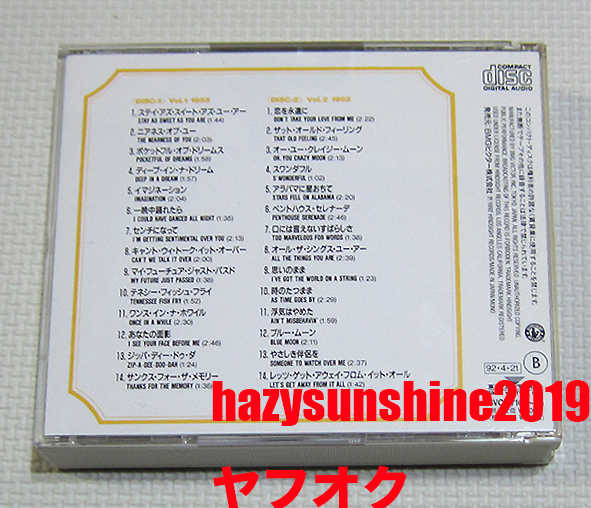 〈DISC-1〉 Vol.1 1958
1. ステイ・アズ・スイート・アズ・ユー・アー
STAY AS SWEET AS YOU ARE (1:44)
2. ニアネス・オブ・ユー
THE NEARNESS OF YOU (2:03)
3. ポケットフル・オブ・ドリームス
POCKETFUL OF DREAMS (1:58)
4. ディープ・イン・ナ・ドリーム
DEEP IN A DREAM (1:57)
5. イマジネーション
IMAGINATION (2:04)
6. 一晩中踊れたら
I COULD HAVE DANCED ALL NIGHT (1:35)
7. センチになって
I'M GETTING SENTIMENTAL OVER YOU (2:13)
8. キャント・ウィ・トーク・イット・オーバー
CAN'T WE TALK IT OVER (2:00)
9. マイ・フューチュア・ジャスト・パスド
MY FUTURE JUST PASSED (1:38)
10. テネシー・フィッシュ・フライ
TENNESSEE FISH FRY (1:52)
11. ワンス・イン・ナ・ホワイル
ONCE IN A WHILE (2:30)
12. あなたの面影
I SEE YOUR FACE BEFORE ME (2:46)
13. ジッパ・ディー・ドゥ・ダ
ZIP-A-DEE-DOO-DAH (1:24)
14. サンクス・フォー・ザ・メモリー
THANKS FOR THE MEMORY (1:36)
〈DISC-2〉 Vol.2 1953
1. 恋を永遠に
DON'T TAKE YOUR LOVE FROM ME (2:22)
2. ザット・オールド・フィーリング
THAT OLD FEELING (2:45)
3. オー・ユー・クレイジー・ムーン
OH, YOU CRAZY MOON (2:13)
4. スワンダフル
S'WONDERFUL (1:02)
5. アラバマに星おちて
STARS FELL ON ALABAMA (2:40)
6. ペントハウス・セレナーデ
PENTHOUSE SERENADE (2:46)
7. 口には言えないすばらしさ
TOO MARVELOUS FOR WORDS (1:38)
8. オール・ザ・シングス・ユー・アー
ALL THE THINGS YOU ARE (2:39)
9. 思いのまま
I'VE GOT THE WORLD ON A STRING (1:23)
10. 時のたつまま
AS TIME GOES BY (2:29)
11. 浮気はやめた
AIN'T MISBEHAVIN' (1:59)
12. ブルー・ムーン
BLUE MOON (2:11)
13. やさしき伴侶を
SOMEONE TO WATCH OVER ME (2:37)
14. レッツ・ゲット・アウェイ・フロム・イット・オール
LET'S GET AWAY FROM IT ALL (1:42)
COMPACT
disc
DIGITAL AUDIO
発売元：BMGビクター株式会社
92・4・21
B
hazysunshine2019
ヤフオク